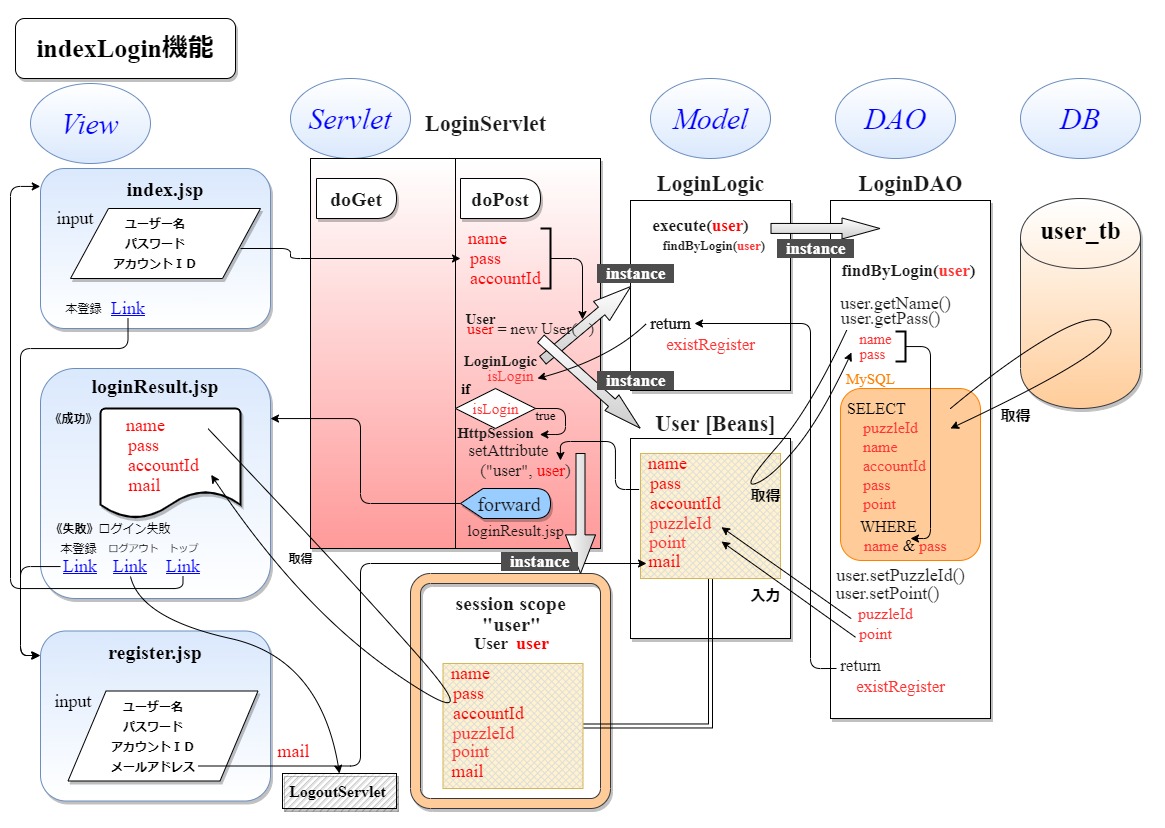 indexLogin機能
View
Servlet
LoginServlet
Model
DAO
DB
index.jsp
input
ユーザー名
パスワード
アカウントＩＤ
本登録 Link
loginResult.jsp
《成功》
name
pass
accountId
mail
《失敗》ログイン失敗
本登録 ログアウト トップ
Link Link Link
register.jsp
input
ユーザー名
パスワード
アカウントＩＤ
メールアドレス
mail
LogoutServlet
doGet
doPost
name
pass
accountId
User
user = new User( )
LoginLogic
isLogin
if
isLogin
true
HttpSession
setAttribute
("user", user)
forward
loginResult.jsp
取得
instance
instance
instance
instance
session scope
"user"
User user
name
pass
accountId
puzzleId
point
mail
LoginLogic
execute(user)
findByLogin(user)
return
existRegister
User [Beans]
name
pass
accountId
puzzleId
point
mail
取得
入力
LoginDAO
findByLogin(user)
user.getName()
user.getPass()
name
pass
MySQL
SELECT
puzzleId
name
accountId
pass
point
WHERE
name & pass
user.setPuzzleId()
user.setPoint()
puzzleId
point
return
existRegister
user_tb
取得